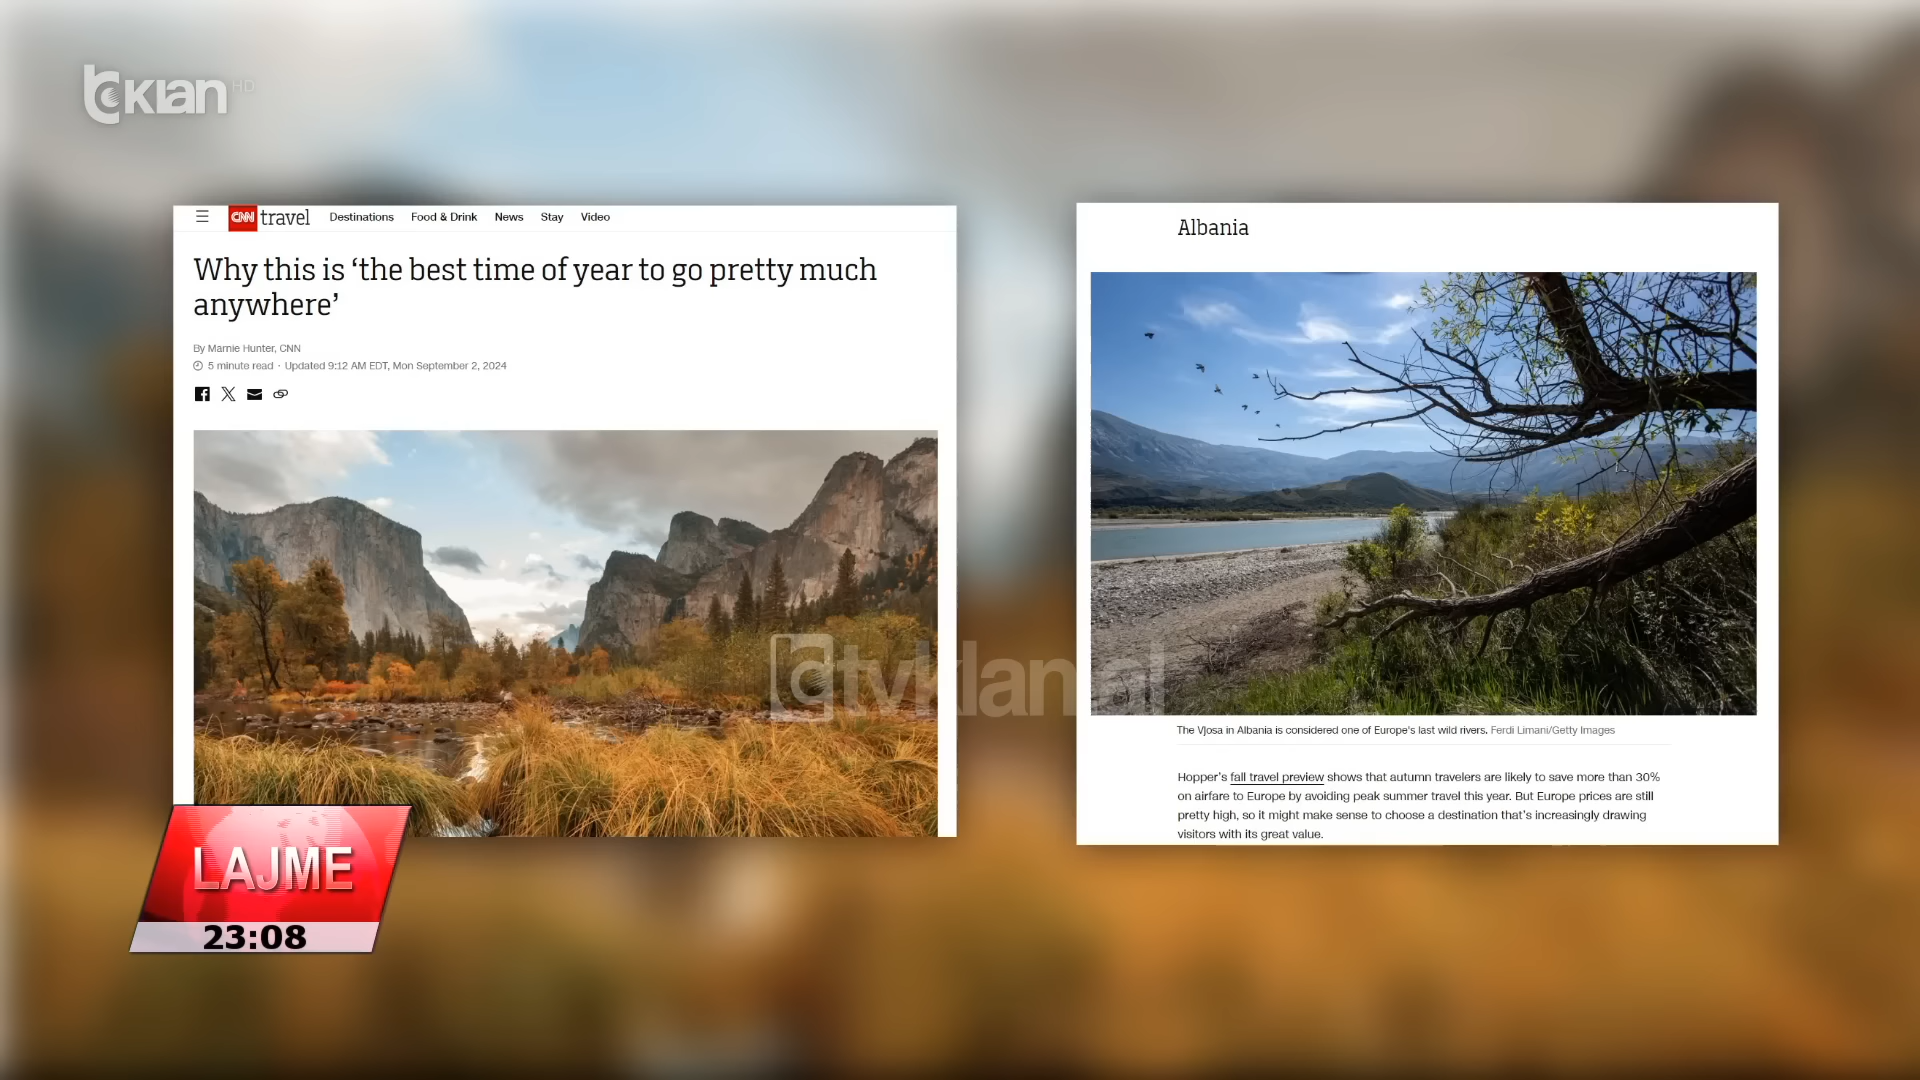 tvklan HD
CNN travel Destinations Food & Drink News Stay Video
Why this is ‘the best time of year to go pretty much
anywhere’
By Marnie Hunter, CNN
5 minute read · Updated 9:12 AM EDT, Mon September 2, 2024
Albania
The Vjosa in Albania is considered one of Europe's last wild rivers. Ferdi Limani/Getty Images
Hopper’s fall travel preview shows that autumn travelers are likely to save more than 30%
on airfare to Europe by avoiding peak summer travel this year. But Europe prices are still
pretty high, so it might make sense to choose a destination that’s increasingly drawing
visitors with its great value.
tvklan.al
LAJME
23:08